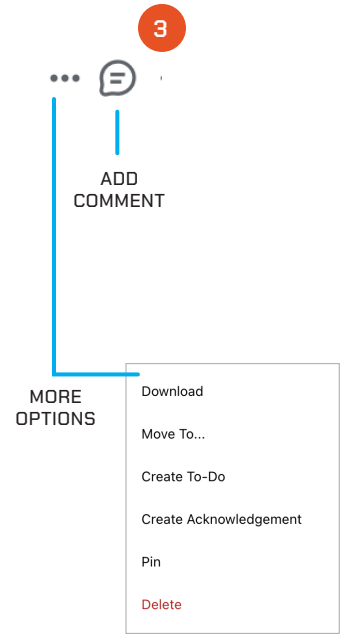 3
ADD
COMMENT
MORE
OPTIONS
Download
Move To...
Create To-Do
Create Acknowledgement
Pin
Delete